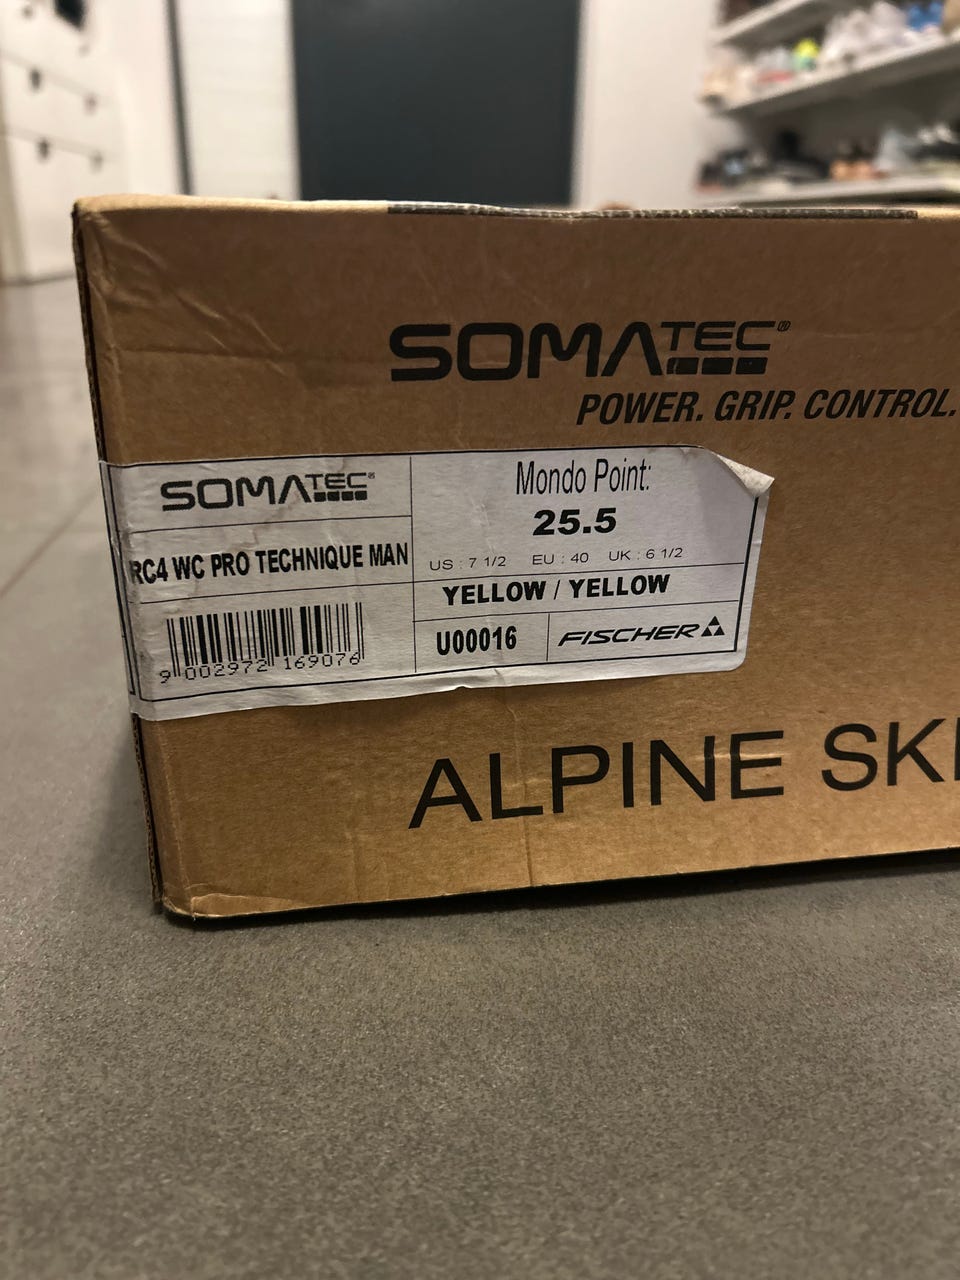 SOMATEC®
POWER. GRIP. CONTROL.
SOMATEC®
RC4 WC PRO TECHNIQUE MAN
9 002972 169076
Mondo Point:
25.5
US : 7 1/2 EU : 40 UK : 6 1/2
YELLOW / YELLOW
U00016
FISCHER
ALPINE SKI